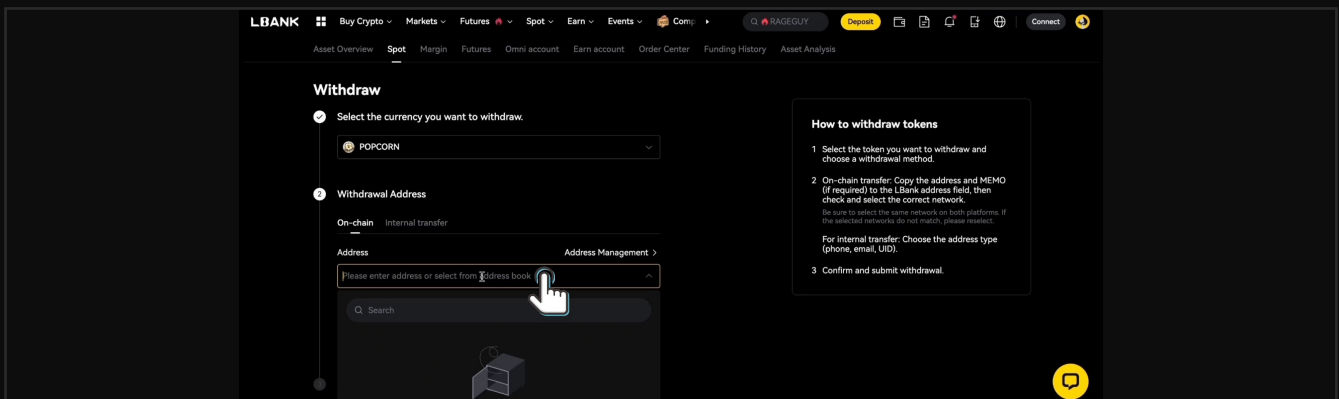 LBANK Buy Crypto Markets Futures Spot Earn Events Comp RAGEGUY Deposit Connect
Asset Overview Spot Margin Futures Omni account Earn account Order Center Funding History Asset Analysis
Withdraw
Select the currency you want to withdraw.
POPCORN
2 Withdrawal Address
On-chain Internal transfer
Address Address Management >
Please enter address or select from address book
Search
How to withdraw tokens
1 Select the token you want to withdraw and
choose a withdrawal method.
2 On-chain transfer: Copy the address and MEMO
(if required) to the LBank address field, then
check and select the correct network.
Be sure to select the same network on both platforms. If
the selected networks do not match, please reselect.
For internal transfer: Choose the address type
(phone, email, UID).
3 Confirm and submit withdrawal.